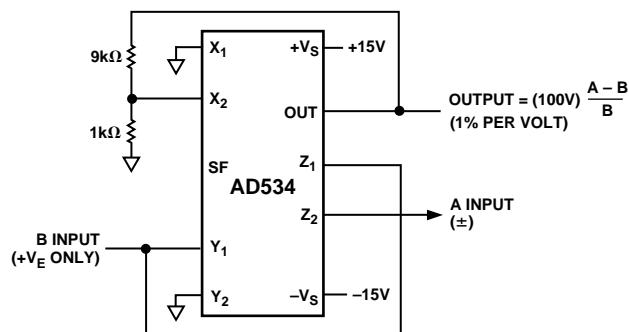 X1
+VS
+15V
9kΩ
X2
OUT
OUTPUT = (100V) A – B / B
(1% PER VOLT)
1kΩ
SF
Z1
AD534
Z2
A INPUT
(±)
B INPUT
(+VE ONLY)
Y1
Y2
–VS
–15V